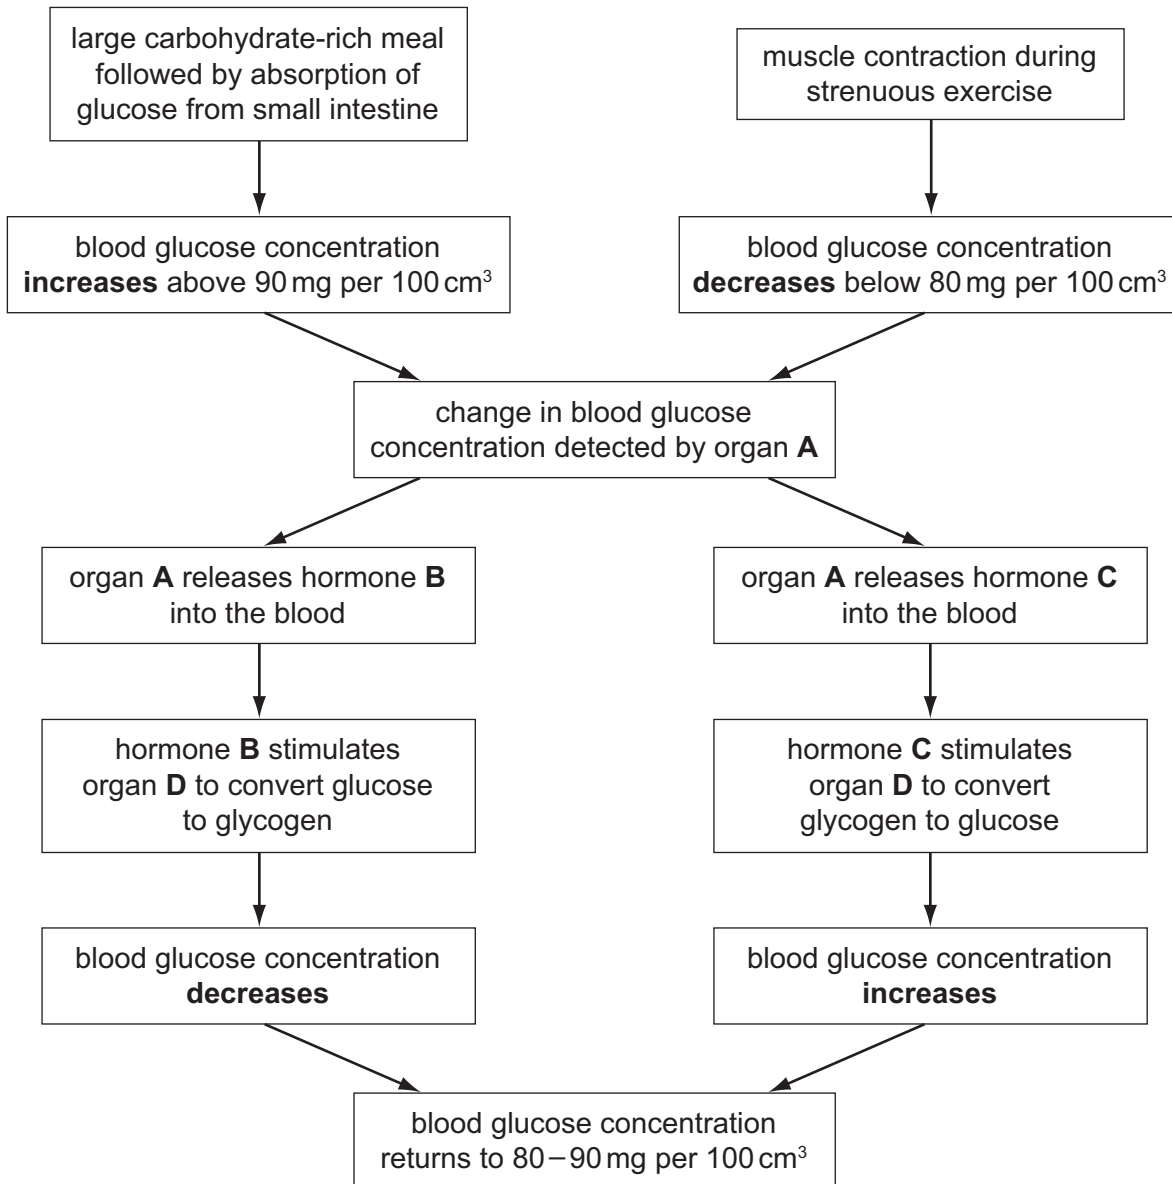 large carbohydrate-rich meal
followed by absorption of
glucose from small intestine
muscle contraction during
strenuous exercise
blood glucose concentration
increases above 90 mg per 100 cm³
blood glucose concentration
decreases below 80 mg per 100 cm³
change in blood glucose
concentration detected by organ A
organ A releases hormone B
into the blood
organ A releases hormone C
into the blood
hormone B stimulates
organ D to convert glucose
to glycogen
hormone C stimulates
organ D to convert
glycogen to glucose
blood glucose concentration
decreases
blood glucose concentration
increases
blood glucose concentration
returns to 80–90 mg per 100 cm³